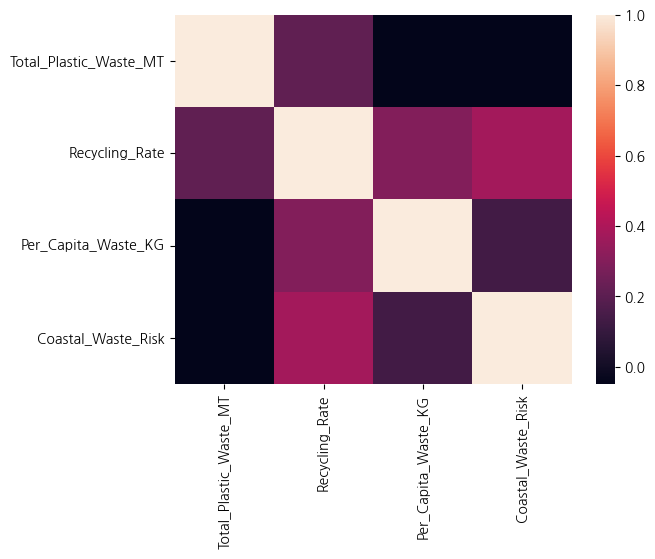 Total_Plastic_Waste_MT
Recycling_Rate
Per_Capita_Waste_KG
Coastal_Waste_Risk
Total_Plastic_Waste_MT
Recycling_Rate
Per_Capita_Waste_KG
Coastal_Waste_Risk
1.0
0.8
0.6
0.4
0.2
0.0